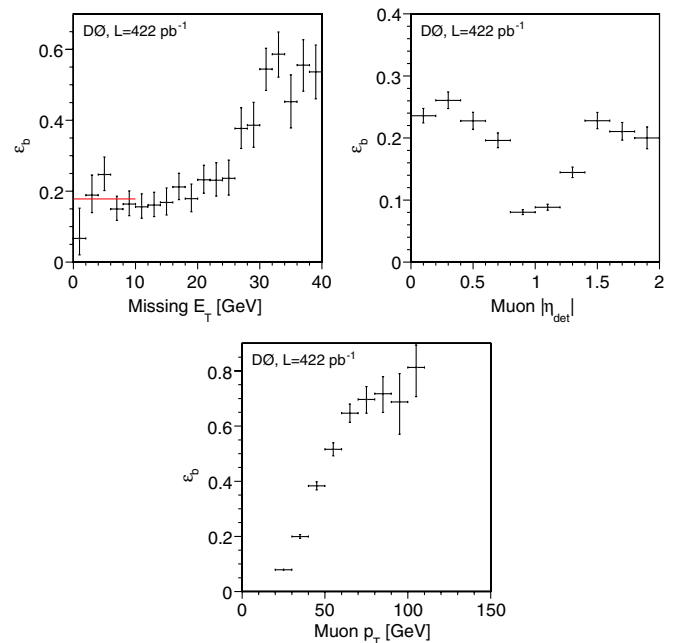 DØ, L=422 pb⁻¹
0.6
0.4
0.2
0
ε_b
0 10 20 30 40
Missing E_T [GeV]
DØ, L=422 pb⁻¹
0.4
0.3
0.2
0.1
0
ε_b
0 0.5 1 1.5 2
Muon |η_det|
DØ, L=422 pb⁻¹
0.8
0.6
0.4
0.2
0
ε_b
0 50 100 150
Muon p_T [GeV]